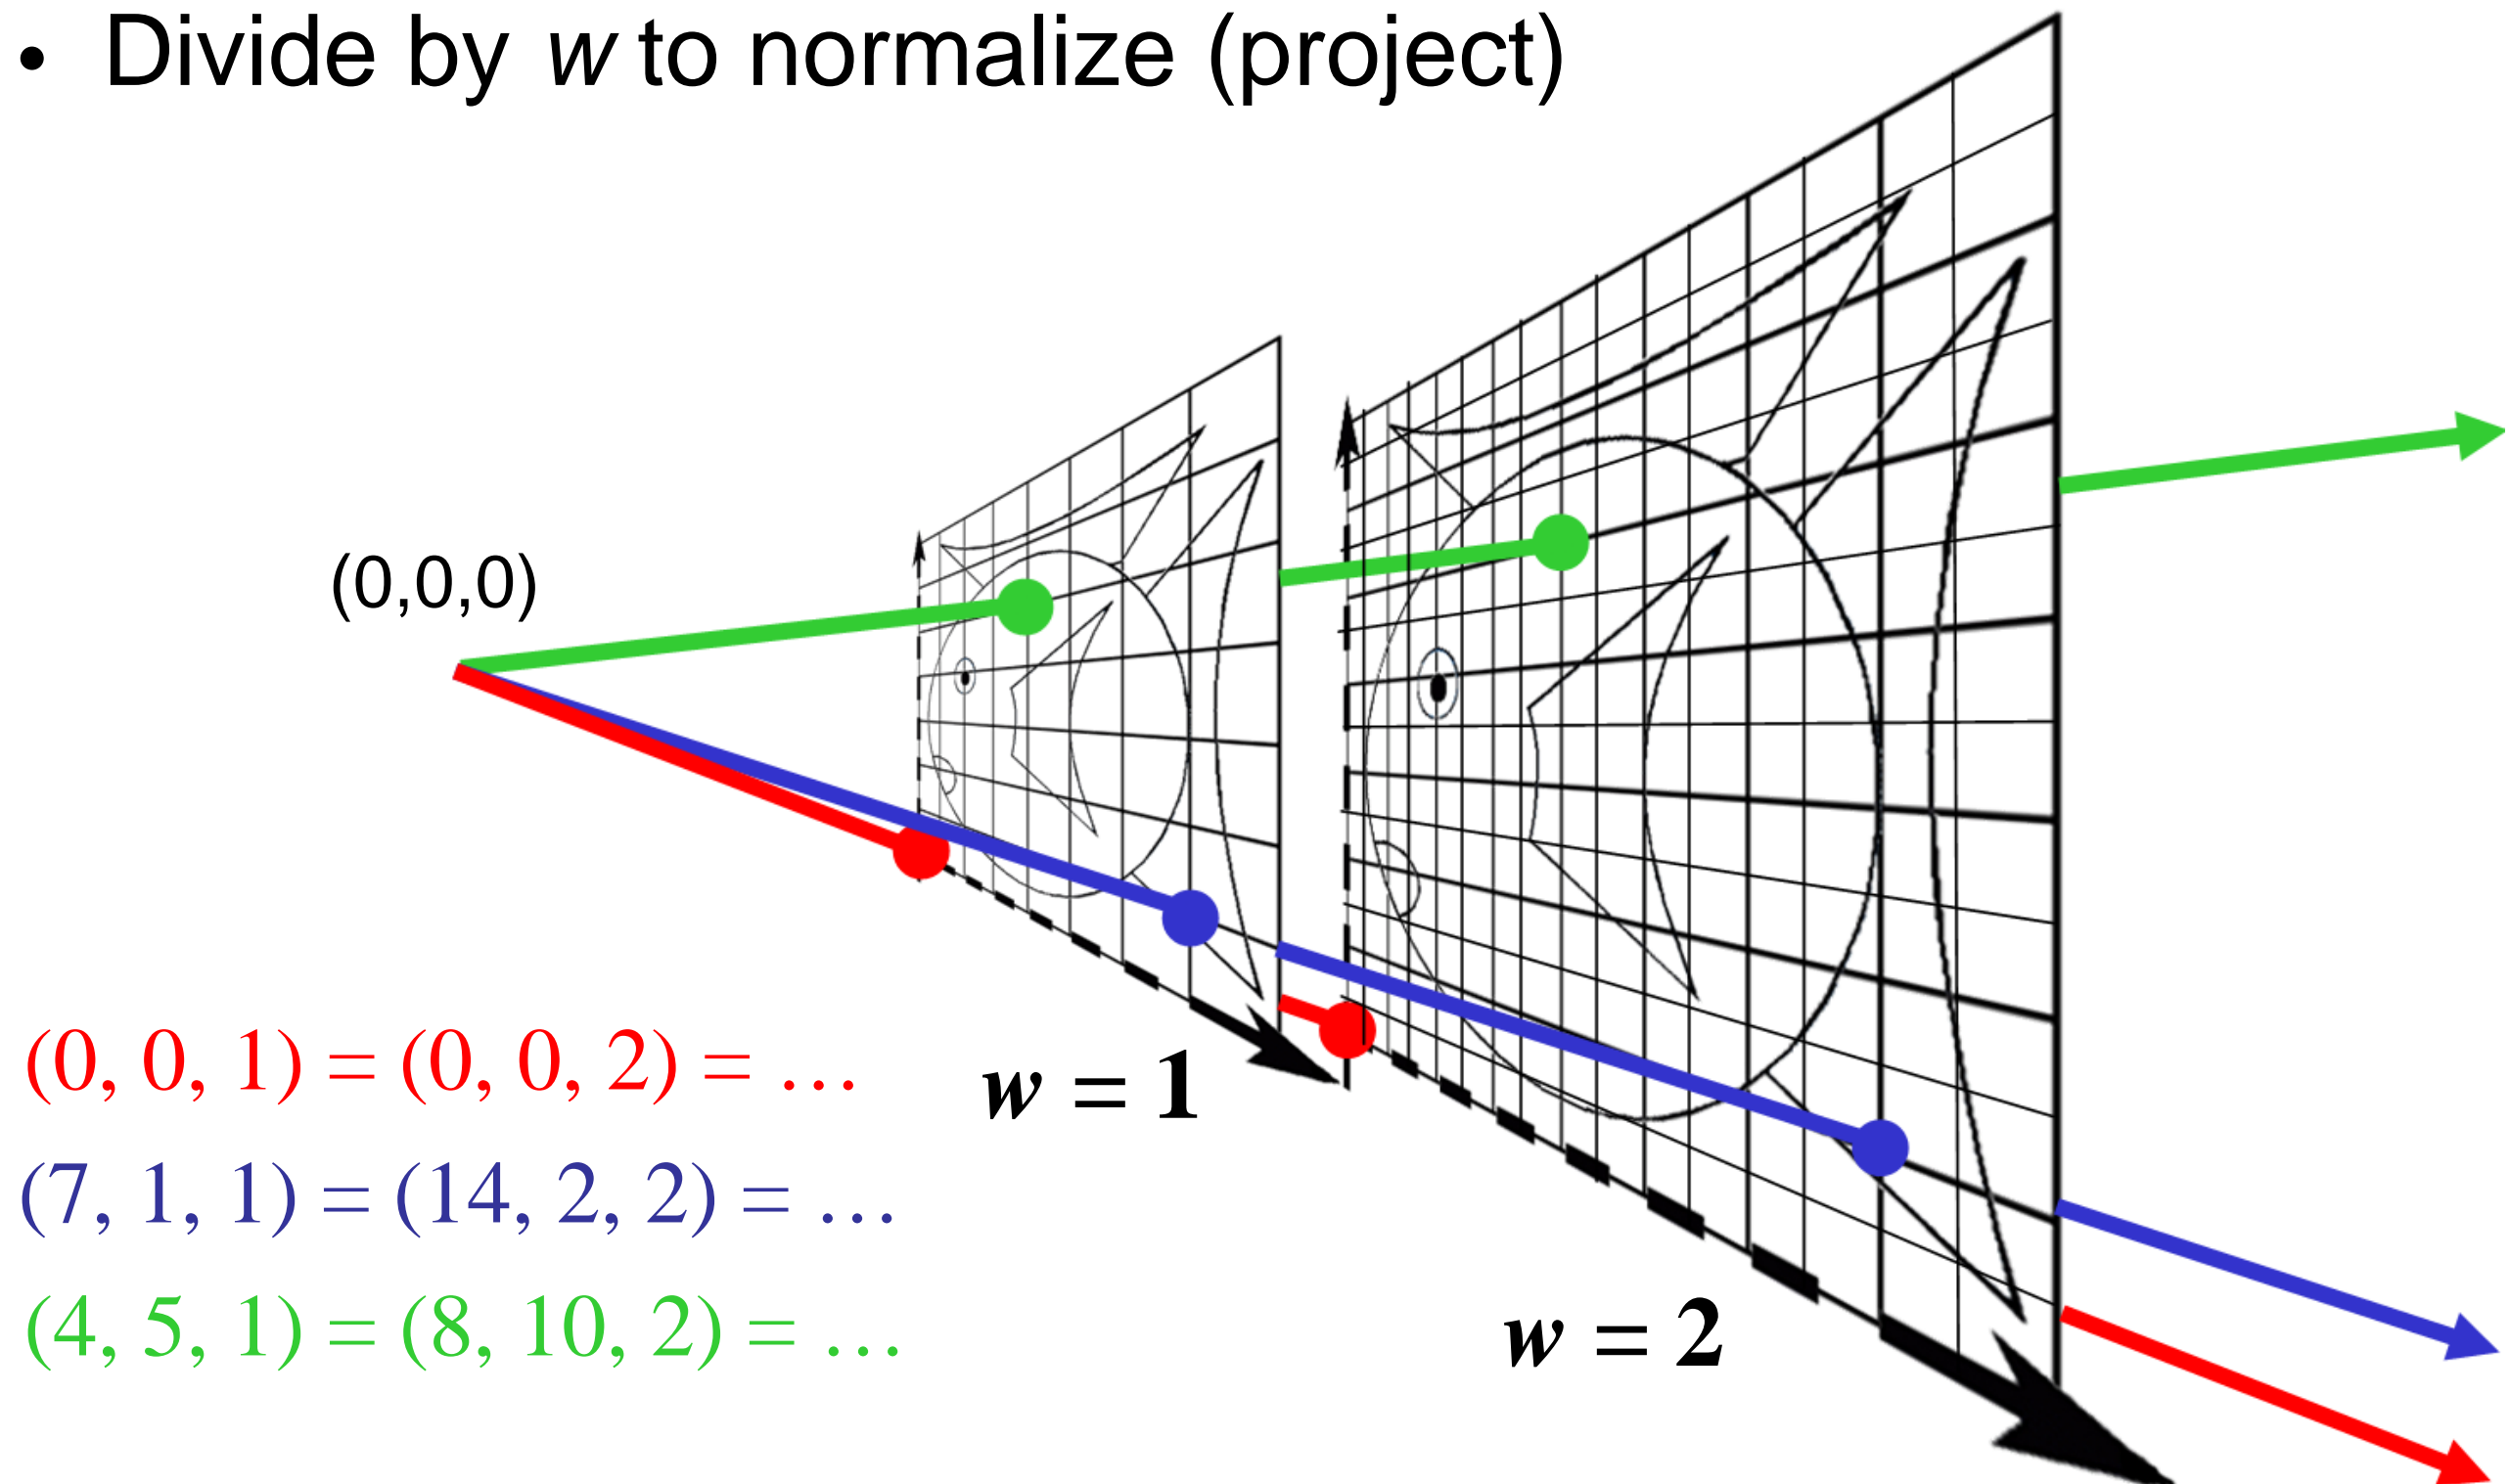 • Divide by w to normalize (project)
(0,0,0)
(0, 0, 1) = (0, 0, 2) = …
w = 1
(7, 1, 1) = (14, 2, 2) = …
(4, 5, 1) = (8, 10, 2) = …
w = 2